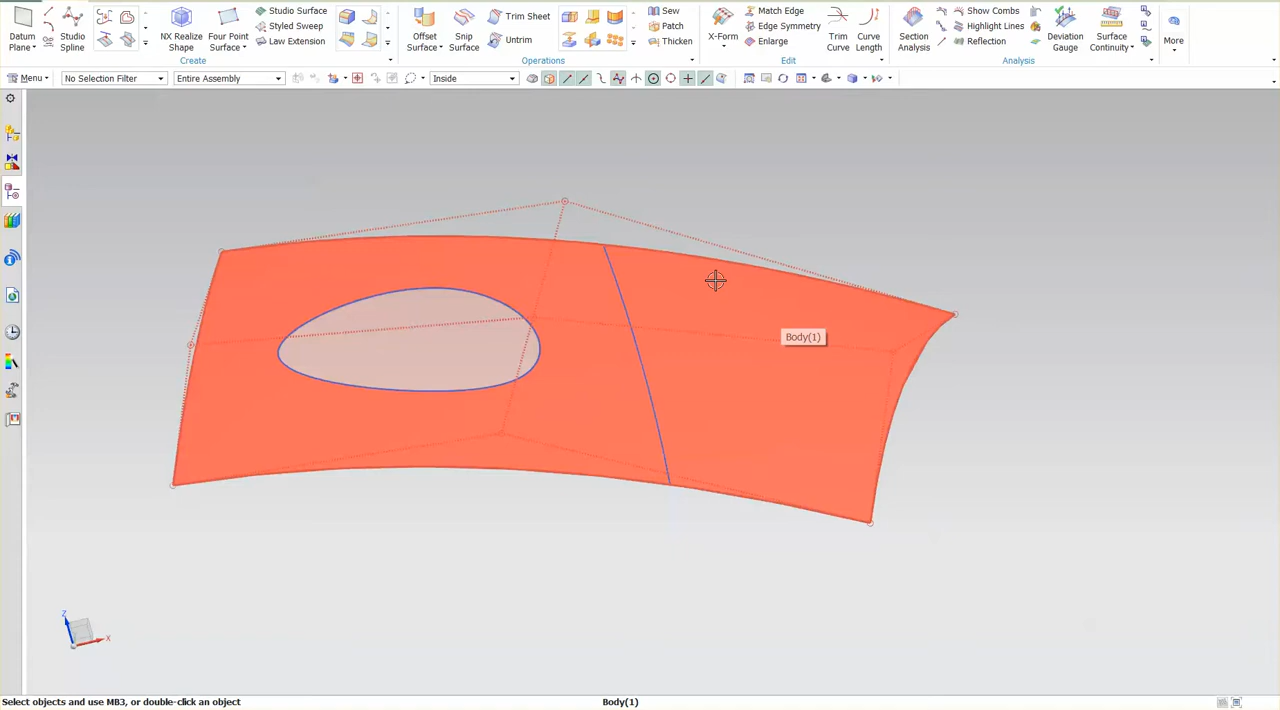 Datum Plane
Studio Spline
Create
NX Realize Shape
Four Point Surface
Studio Surface
Styled Sweep
Law Extension
Offset Surface
Snip Surface
Trim Sheet
Untrim
Operations
Sew
Patch
Thicken
X-Form
Match Edge
Edge Symmetry
Enlarge
Trim Curve
Curve Length
Edit
Section Analysis
Show Combs
Highlight Lines
Reflection
Deviation Gauge
Surface Continuity
Analysis
More
Menu
No Selection Filter
Entire Assembly
Inside
Body(1)
Z
X
Select objects and use MB3, or double-click an object
Body(1)